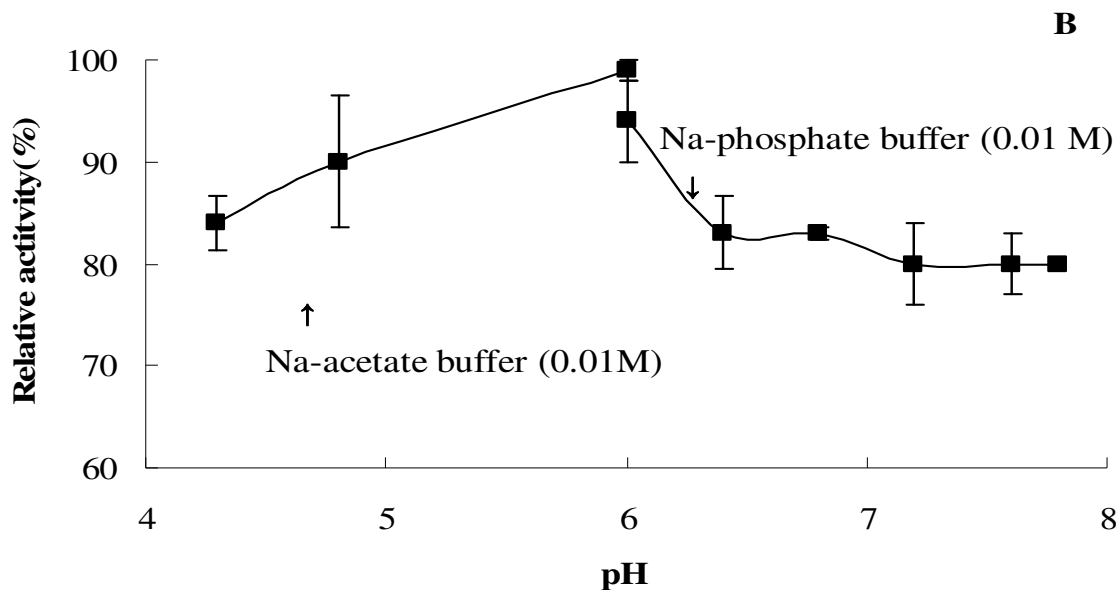 B
100
90
80
70
60
Relative actitvity(%)
Na-phosphate buffer (0.01 M)
↓
↑
Na-acetate buffer (0.01M)
4 5 6 7 8
pH